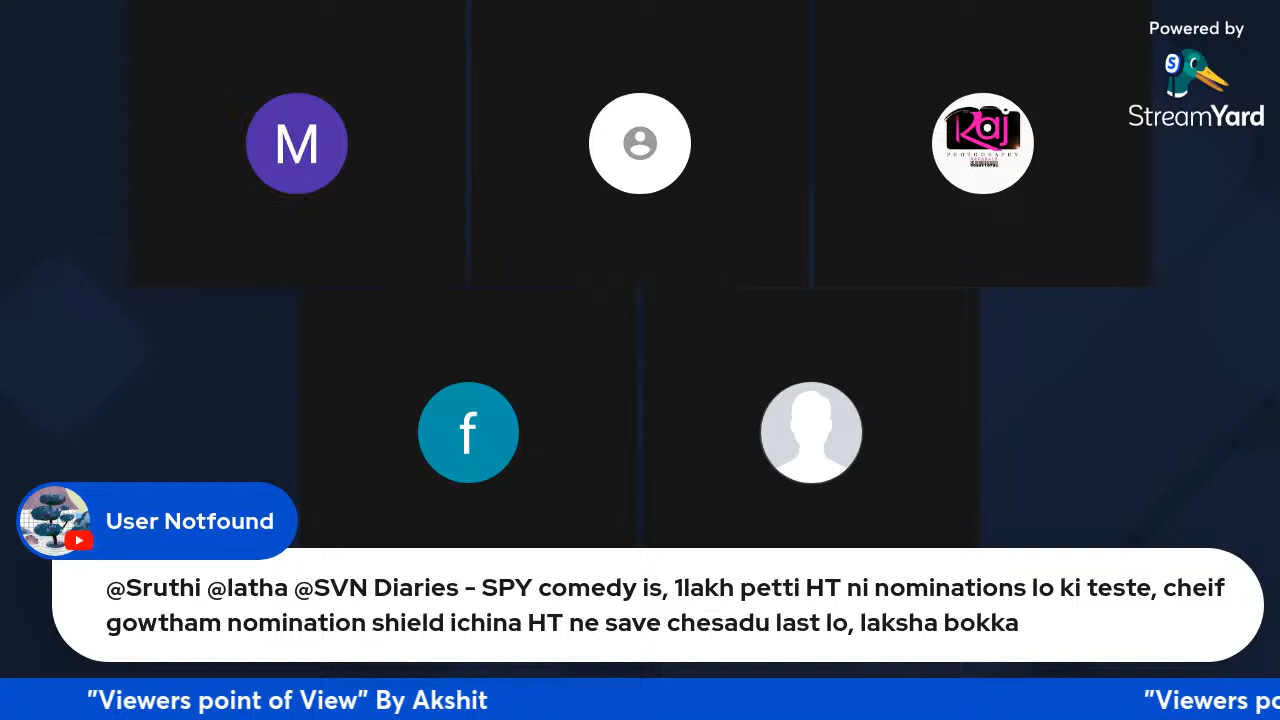 Powered by
S
StreamYard
M
Raj
PHOTOGRAPHY
f
User Notfound
@Sruthi @latha @SVN Diaries - SPY comedy is, 1lakh petti HT ni nominations lo ki teste, cheif
gowtham nomination shield ichina HT ne save chesadu last lo, laksha bokka
"Viewers point of View" By Akshit
"Viewers po